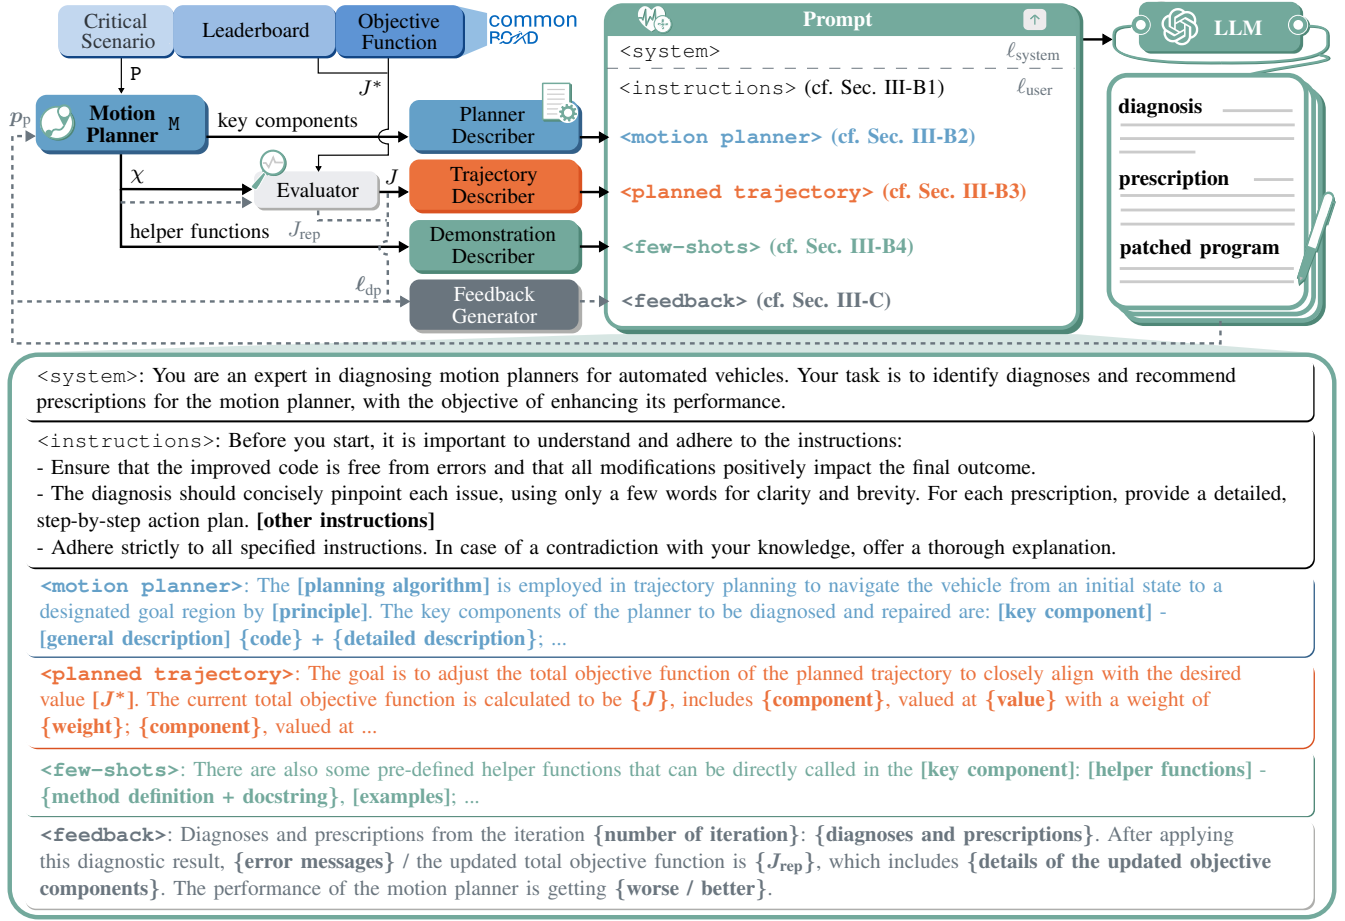 Critical
Scenario
Leaderboard
Objective
Function
common
ROAD
P
J*
Motion
Planner M
p_p
key components
Planner
Describer
χ
Evaluator
J
Trajectory
Describer
J_rep
helper functions
Demonstration
Describer
ℓ_dp
Feedback
Generator
Prompt
<system>
ℓ_system
<instructions> (cf. Sec. III-B1)
ℓ_user
<motion planner> (cf. Sec. III-B2)
<planned trajectory> (cf. Sec. III-B3)
<few-shots> (cf. Sec. III-B4)
<feedback> (cf. Sec. III-C)
LLM
diagnosis
prescription
patched program
<system>: You are an expert in diagnosing motion planners for automated vehicles. Your task is to identify diagnoses and recommend
prescriptions for the motion planner, with the objective of enhancing its performance.
<instructions>: Before you start, it is important to understand and adhere to the instructions:
- Ensure that the improved code is free from errors and that all modifications positively impact the final outcome.
- The diagnosis should concisely pinpoint each issue, using only a few words for clarity and brevity. For each prescription, provide a detailed,
step-by-step action plan. [other instructions]
- Adhere strictly to all specified instructions. In case of a contradiction with your knowledge, offer a thorough explanation.
<motion planner>: The [planning algorithm] is employed in trajectory planning to navigate the vehicle from an initial state to a
designated goal region by [principle]. The key components of the planner to be diagnosed and repaired are: [key component] -
[general description] {code} + {detailed description}; ...
<planned trajectory>: The goal is to adjust the total objective function of the planned trajectory to closely align with the desired
value [J*]. The current total objective function is calculated to be {J}, includes {component}, valued at {value} with a weight of
{weight}; {component}, valued at ...
<few-shots>: There are also some pre-defined helper functions that can be directly called in the [key component]: [helper functions] -
{method definition + docstring}, [examples]; ...
<feedback>: Diagnoses and prescriptions from the iteration {number of iteration}: {diagnoses and prescriptions}. After applying
this diagnostic result, {error messages} / the updated total objective function is {J_rep}, which includes {details of the updated objective
components}. The performance of the motion planner is getting {worse / better}.